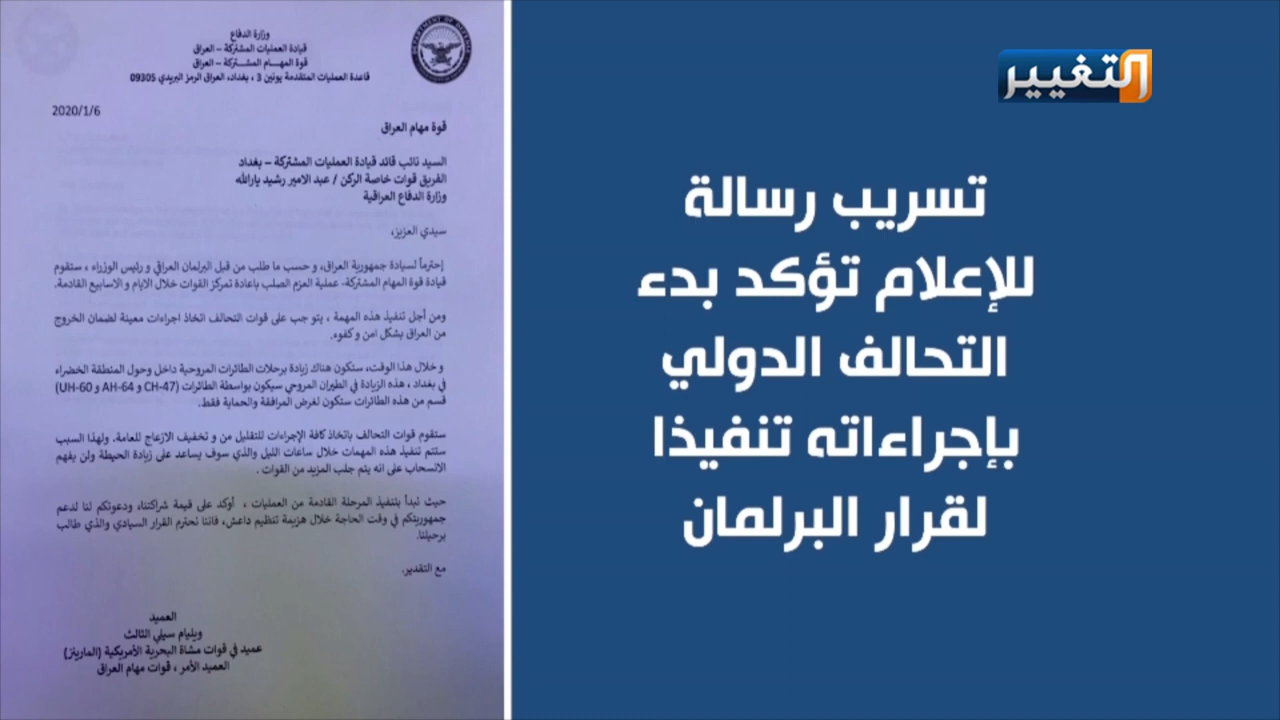 وزارة الدفاع
قيادة العمليات المشتركة – العراق
قوة المهام المشتركة – العراق
قاعدة العمليات المتقدمة يونين 3 ، بغداد، العراق الرمز البريدي 09305
DEPARTMENT OF DEFENSE
2020/1/6
قوة مهام العراق
السيد نائب قائد قيادة العمليات المشتركة – بغداد
الفريق قوات خاصة الركن / عبد الامير رشيد يارالله
وزارة الدفاع العراقية
سيدي العزيز،
إحتراماً لسيادة جمهورية العراق، و حسب ما طلب من قبل البرلمان العراقي و رئيس الوزراء ، ستقوم
قيادة قوة المهام المشتركة- عملية العزم الصلب باعادة تمركز القوات خلال الايام و الاسابيع القادمة.
ومن أجل تنفيذ هذه المهمة ، يتو جب على قوات التحالف اتخاذ اجراءات معينة لضمان الخروج
من العراق بشكل امن و كفوء.
و خلال هذا الوقت، ستكون هناك زيادة برحلات الطائرات المروحية داخل وحول المنطقة الخضراء
في بغداد ، هذه الزيادة في الطيران المروحي سيكون بواسطة الطائرات (CH-47 و AH-64 و UH-60)
قسم من هذه الطائرات ستكون لغرض المرافقة والحماية فقط.
ستقوم قوات التحالف باتخاذ كافة الإجراءات للتقليل من و تخفيف الازعاج للعامة. ولهذا السبب
ستتم تنفيذ هذه المهمات خلال ساعات الليل والذي سوف يساعد على زيادة الحيطة ولن يفهم
الانسحاب على انه يتم جلب المزيد من القوات .
حيث نبدأ بتنفيذ المرحلة القادمة من العمليات ، أوكد على قيمة شراكتنا، ودعوتكم لنا لدعم
جمهوريتكم في وقت الحاجة خلال هزيمة تنظيم داعش، فاننا نحترم القرار السيادي والذي طالب
برحيلنا.
مع التقدير.
العميد
ويليام سيلي الثالث
عميد في قوات مشاة البحرية الأمريكية (المارينز)
العميد الأمر ، قوات مهام العراق
التغيير
تسريب رسالة
للإعلام تؤكد بدء
التحالف الدولي
بإجراءاته تنفيذا
لقرار البرلمان